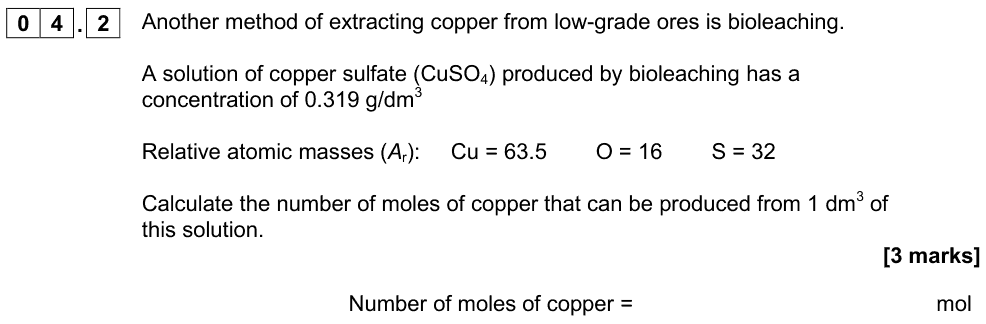 0 4 . 2 Another method of extracting copper from low-grade ores is bioleaching.
A solution of copper sulfate (CuSO₄) produced by bioleaching has a
concentration of 0.319 g/dm³
Relative atomic masses (Aᵣ): Cu = 63.5 O = 16 S = 32
Calculate the number of moles of copper that can be produced from 1 dm³ of
this solution.
[3 marks]
Number of moles of copper = mol